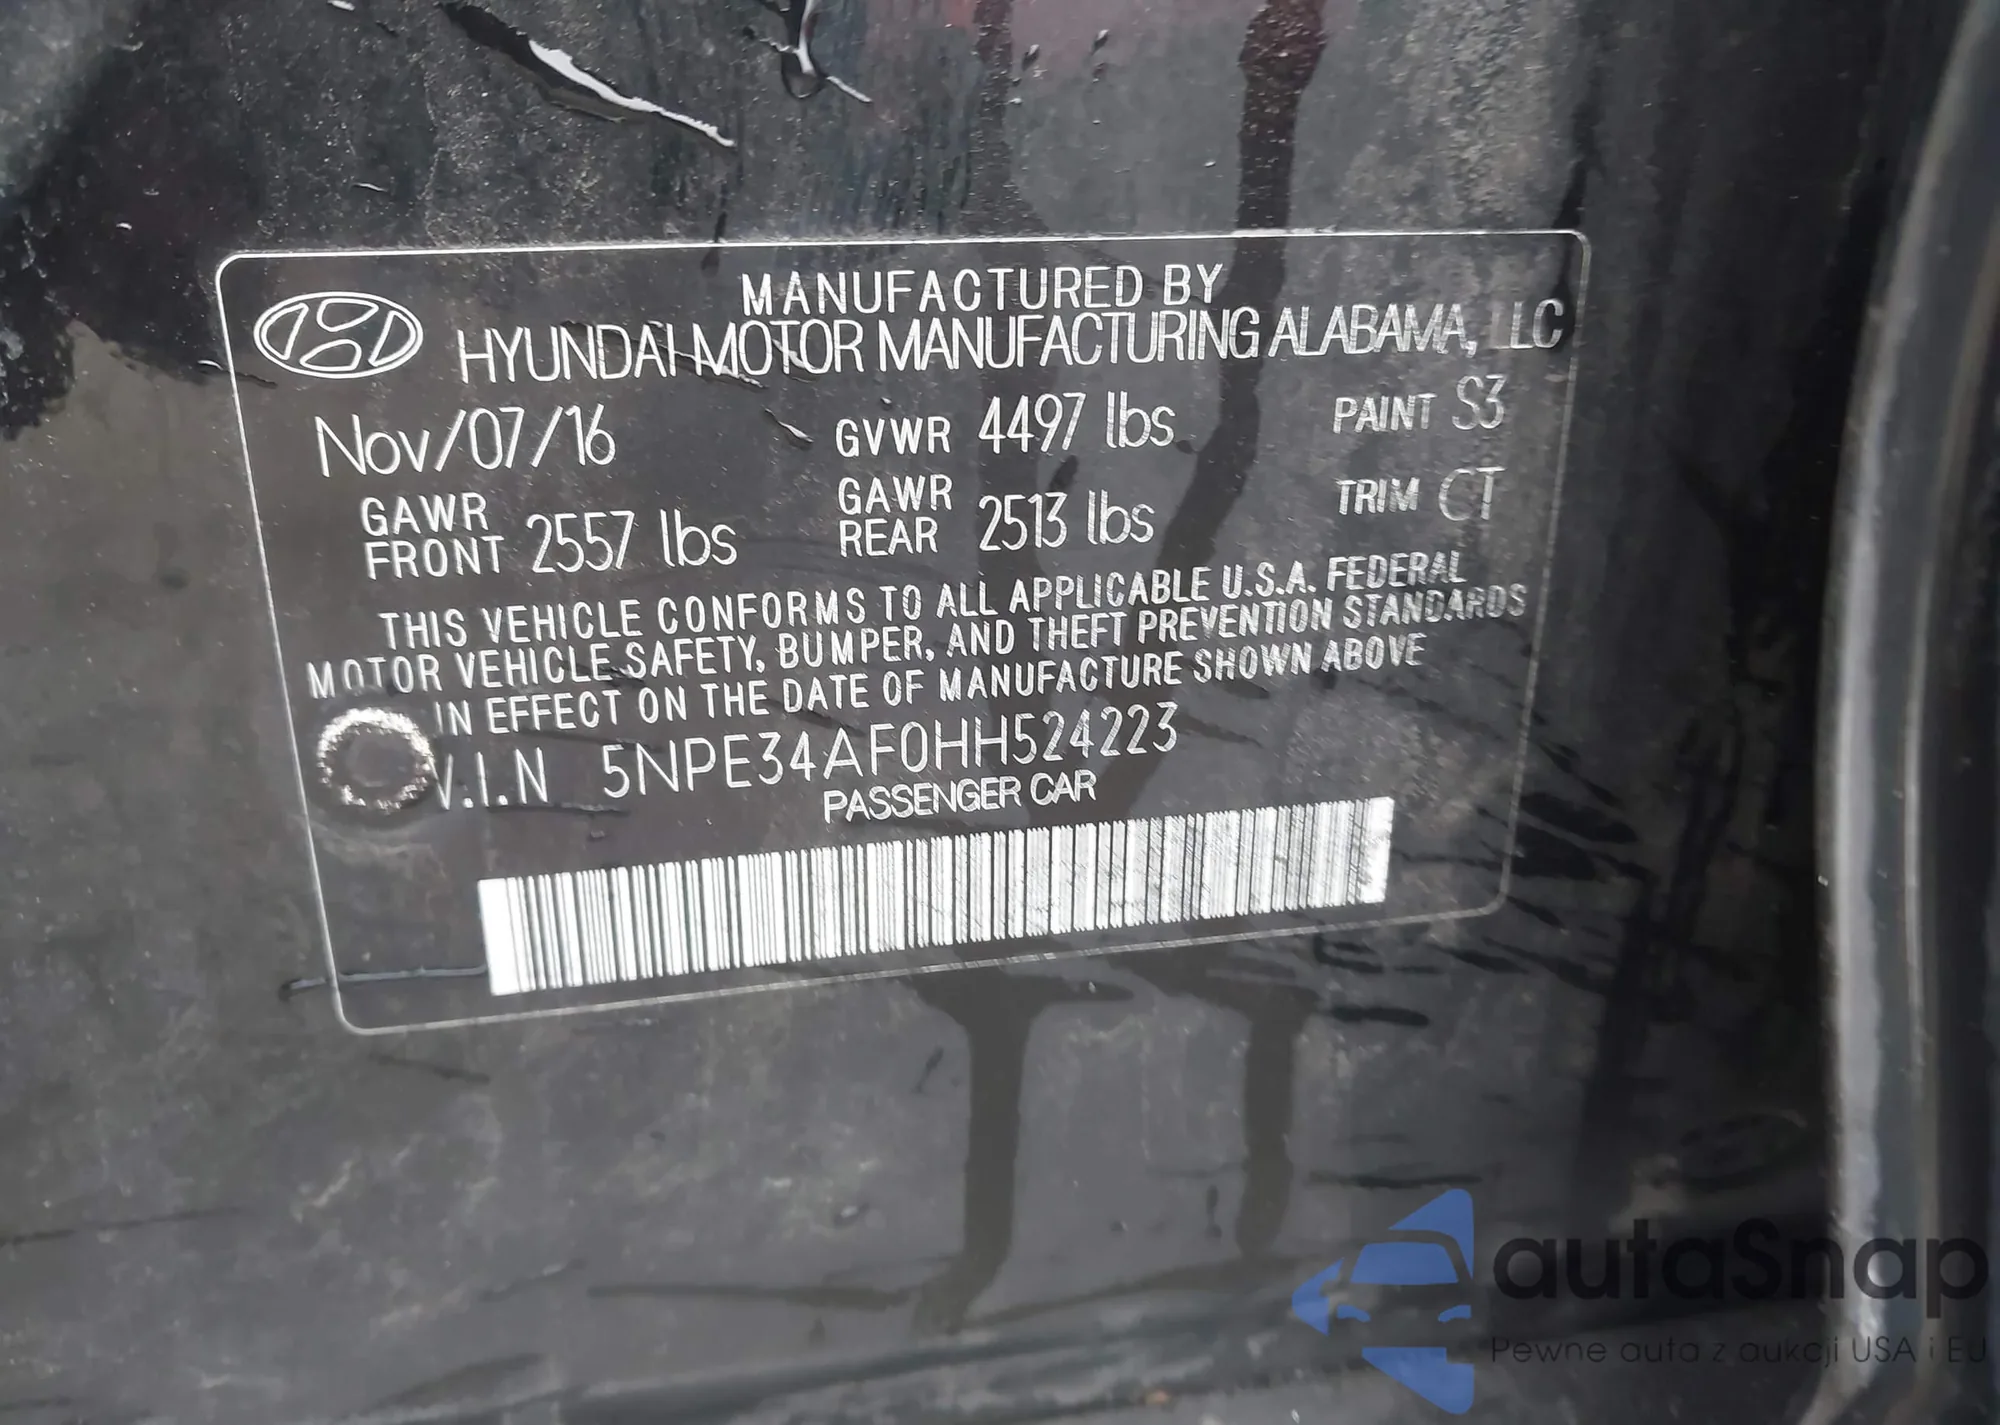 MANUFACTURED BY
HYUNDAI MOTOR MANUFACTURING ALABAMA, LLC
Nov/07/16 GVWR 4497 lbs PAINT S3
GAWR FRONT 2557 lbs GAWR REAR 2513 lbs TRIM CT
THIS VEHICLE CONFORMS TO ALL APPLICABLE U.S.A. FEDERAL
MOTOR VEHICLE SAFETY, BUMPER, AND THEFT PREVENTION STANDARDS
IN EFFECT ON THE DATE OF MANUFACTURE SHOWN ABOVE
V.I.N 5NPE34AF0HH524223
PASSENGER CAR
autaSnap
Pewne auta z aukcji USA i EU